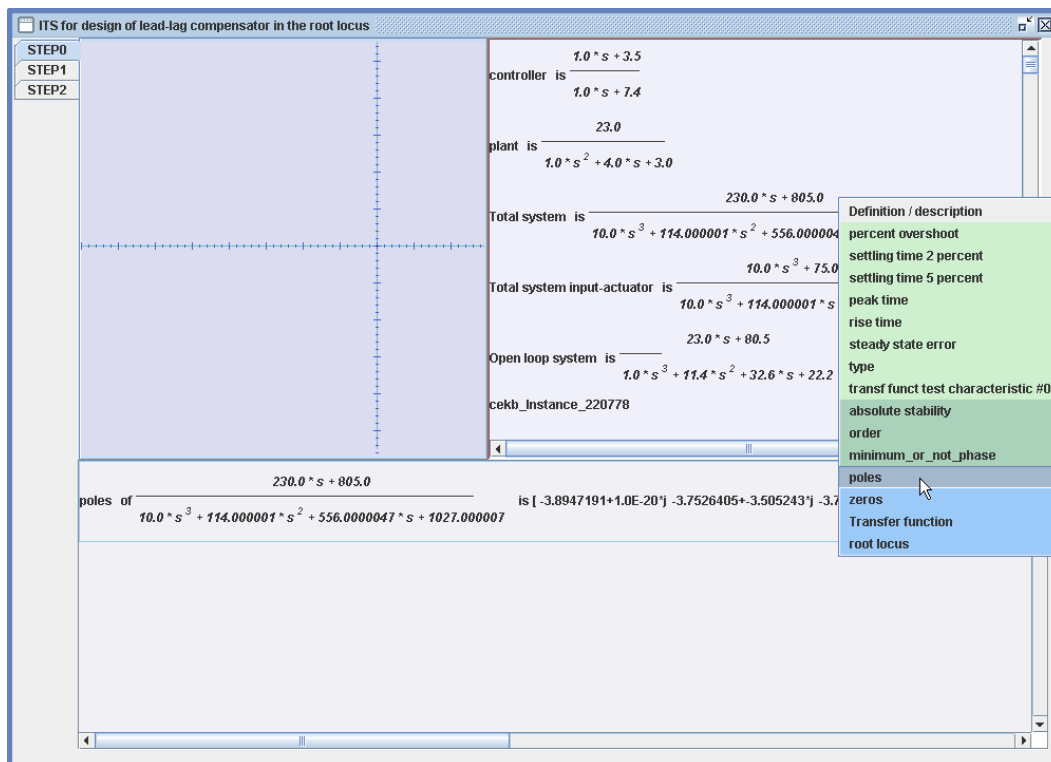 ITS for design of lead-lag compensator in the root locus
STEP0
STEP1
STEP2
1.0 * s + 3.5
controller is
1.0 * s + 7.4
23.0
plant is
1.0 * s 2 + 4.0 * s + 3.0
230.0 * s + 805.0
Total system is
10.0 * s 3 + 114.000001 * s 2 + 556.000004
10.0 * s 3 + 75.0
Total system input-actuator is
10.0 * s 3 + 114.000001 * s
23.0 * s + 80.5
Open loop system is
1.0 * s 3 + 11.4 * s 2 + 32.6 * s + 22.2
cekb_Instance_220778
Definition / description
percent overshoot
settling time 2 percent
settling time 5 percent
peak time
rise time
steady state error
type
transf funct test characteristic #0
absolute stability
order
minimum_or_not_phase
poles
zeros
Transfer function
root locus
230.0 * s + 805.0
poles of is [ -3.8947191+1.0E-20*j -3.7526405+-3.505243*j -3.7
10.0 * s 3 + 114.000001 * s 2 + 556.0000047 * s + 1027.000007